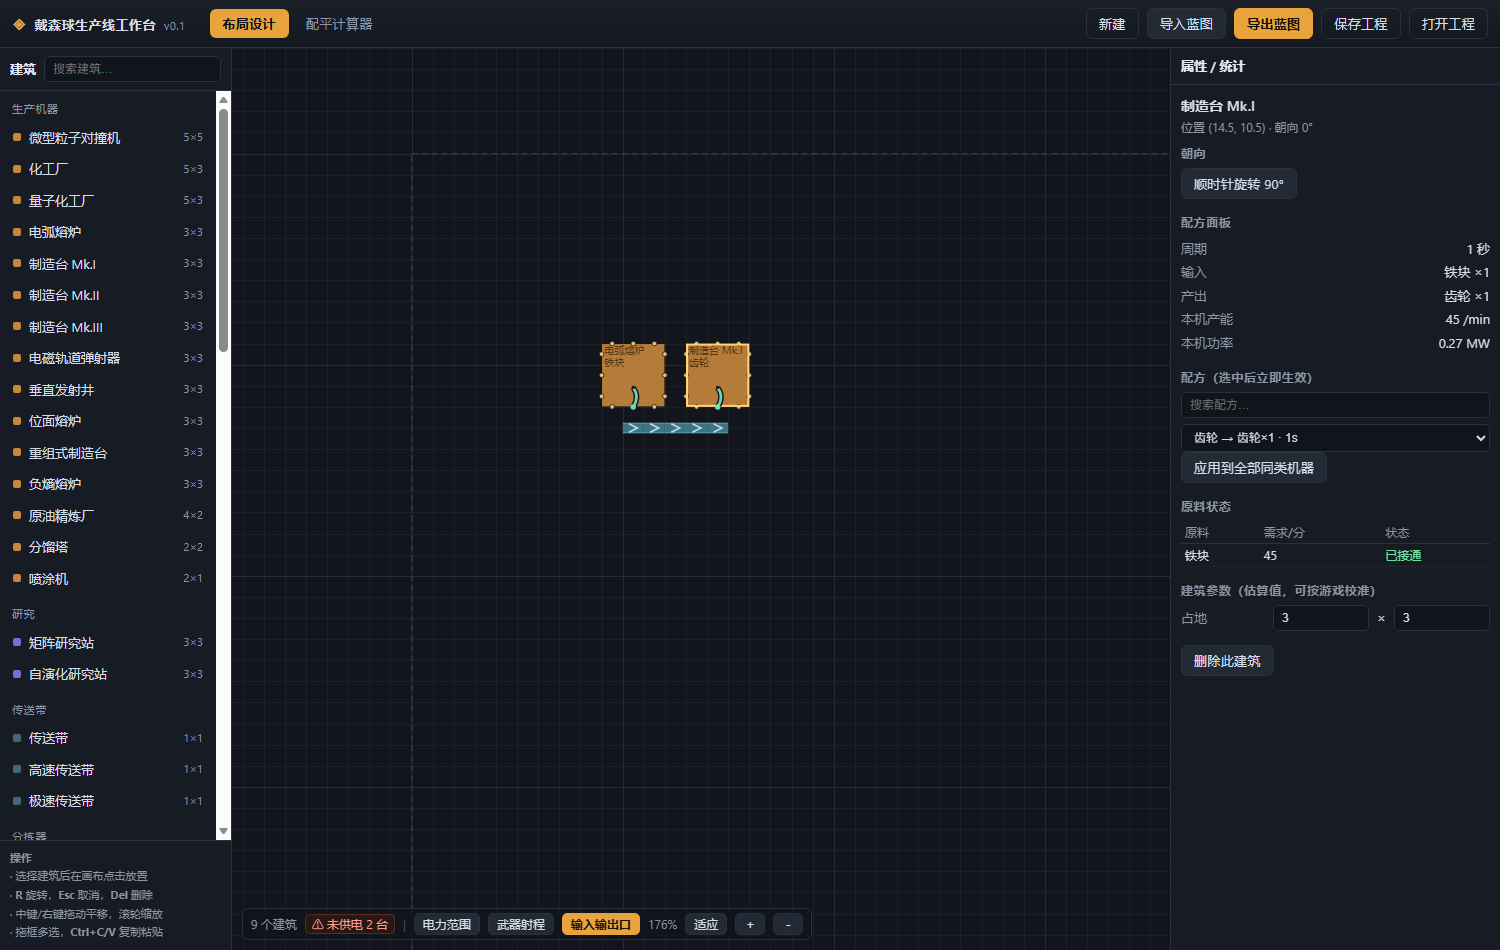 戴森球生产线工作台 v0.1
布局设计
配平计算器
新建
导入蓝图
导出蓝图
保存工程
打开工程
建筑
搜索建筑...
生产机器
微型粒子对撞机 5×5
化工厂 5×3
量子化工厂 5×3
电弧熔炉 3×3
制造台 Mk.I 3×3
制造台 Mk.II 3×3
制造台 Mk.III 3×3
电磁轨道弹射器 3×3
垂直发射井 3×3
位面熔炉 3×3
重组式制造台 3×3
负熵熔炉 3×3
原油精炼厂 4×2
分馏塔 2×2
喷涂机 2×1
研究
矩阵研究站 3×3
自演化研究站 3×3
传送带
传送带 1×1
高速传送带 1×1
极速传送带 1×1
分拣器
操作
· 选择建筑后在画布点击放置
· R 旋转，Esc 取消，Del 删除
· 中键/右键拖动平移，滚轮缩放
· 拖框多选，Ctrl+C/V 复制粘贴
电弧熔炉
铁块
制造台 Mk.I
齿轮
9 个建筑
未供电 2 台
电力范围
武器射程
输入输出口
176%
适应
+
-
属性 / 统计
制造台 Mk.I
位置 (14.5, 10.5) · 朝向 0°
朝向
顺时针旋转 90°
配方面板
周期 1 秒
输入 铁块 ×1
产出 齿轮 ×1
本机产能 45 /min
本机功率 0.27 MW
配方（选中后立即生效）
搜索配方...
齿轮 → 齿轮×1 · 1s
应用到全部同类机器
原料状态
原料 需求/分 状态
铁块 45 已接通
建筑参数（估算值，可按游戏校准）
占地 3 × 3
删除此建筑